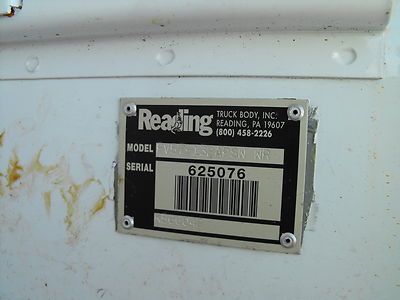 Reading
TRUCK BODY, INC.
READING, PA 19607
(800) 458-2226
MODEL
SERIAL
625076